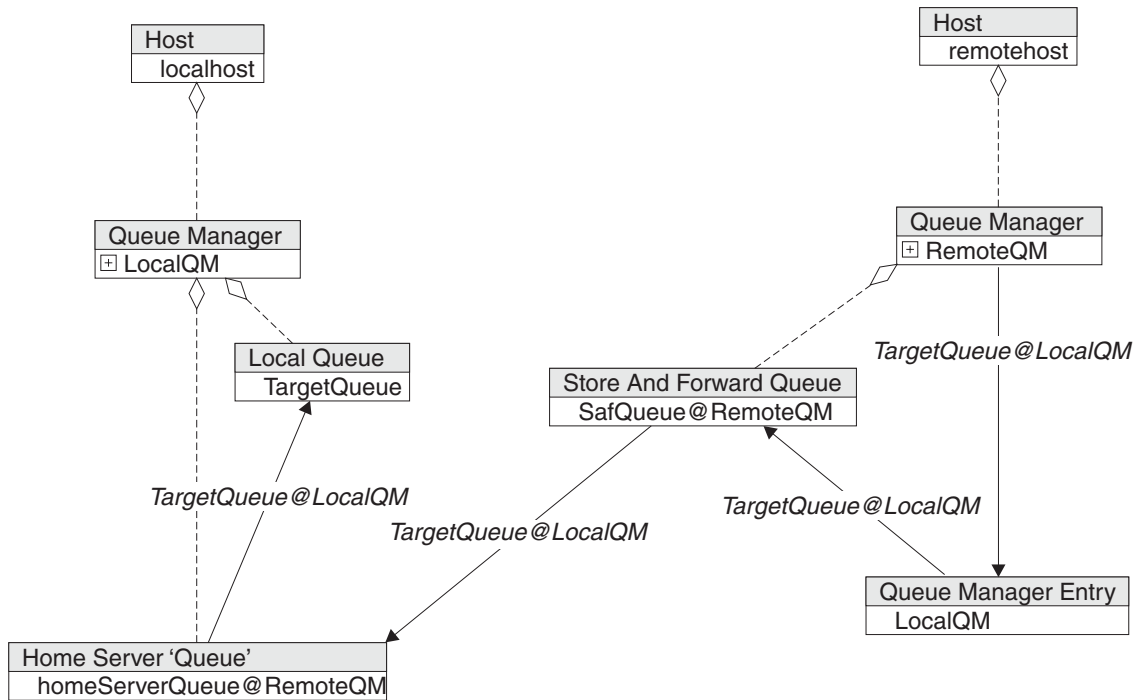 Host
localhost
Host
remotehost
Queue Manager
LocalQM
Queue Manager
RemoteQM
Local Queue
TargetQueue
TargetQueue@LocalQM
Store And Forward Queue
SafQueue@RemoteQM
TargetQueue@LocalQM
TargetQueue@LocalQM
TargetQueue@LocalQM
Queue Manager Entry
LocalQM
Home Server ‘Queue’
homeServerQueue@RemoteQM